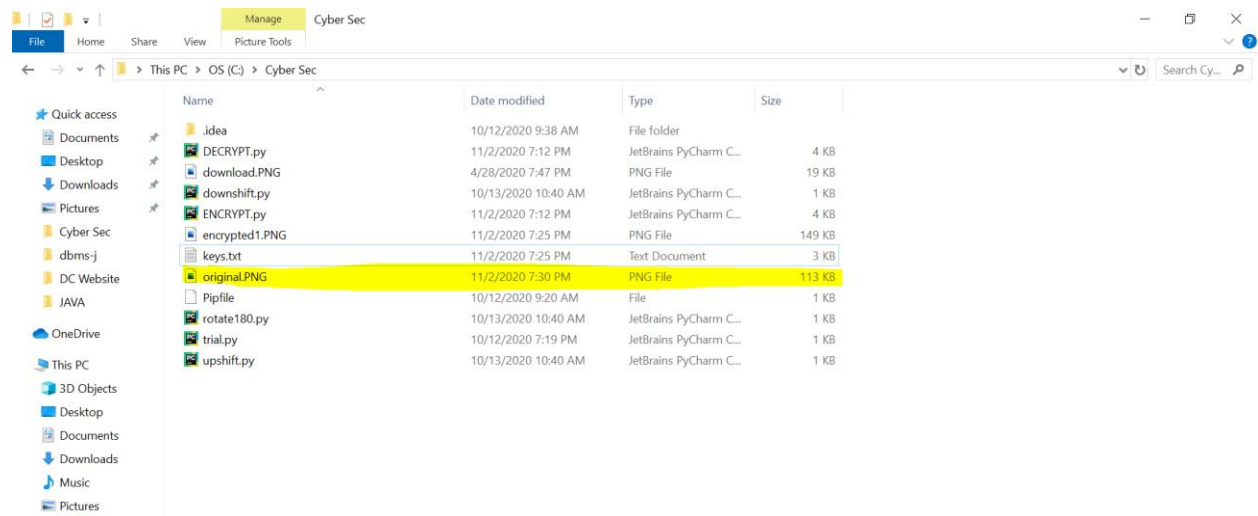 Manage Cyber Sec
File Home Share View Picture Tools
This PC > OS (C:) > Cyber Sec Search Cy...
Name Date modified Type Size
Quick access
Documents
Desktop
Downloads
Pictures
Cyber Sec
dbms-j
DC Website
JAVA
OneDrive
This PC
3D Objects
Desktop
Documents
Downloads
Music
Pictures
.idea 10/12/2020 9:38 AM File folder
DECRYPT.py 11/2/2020 7:12 PM JetBrains PyCharm C... 4 KB
download.PNG 4/28/2020 7:47 PM PNG File 19 KB
downshift.py 10/13/2020 10:40 AM JetBrains PyCharm C... 1 KB
ENCRYPT.py 11/2/2020 7:12 PM JetBrains PyCharm C... 4 KB
encrypted1.PNG 11/2/2020 7:25 PM PNG File 149 KB
keys.txt 11/2/2020 7:25 PM Text Document 3 KB
original.PNG 11/2/2020 7:30 PM PNG File 113 KB
Pipfile 10/12/2020 9:20 AM File 1 KB
rotate180.py 10/13/2020 10:40 AM JetBrains PyCharm C... 1 KB
trial.py 10/12/2020 7:19 PM JetBrains PyCharm C... 1 KB
upshift.py 10/13/2020 10:40 AM JetBrains PyCharm C... 1 KB